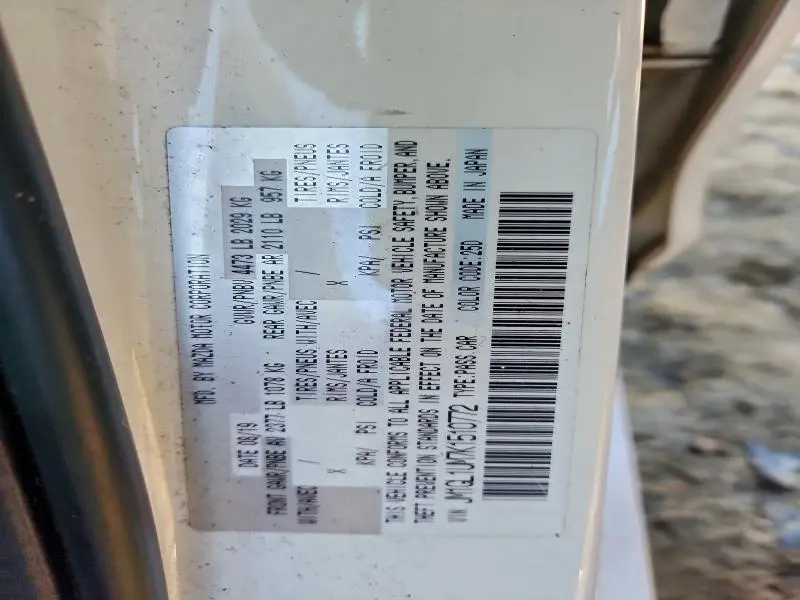 MFD. BY MAZDA MOTOR CORPORATION
DATE 08/19 GVWR/PNBV 4473 LB 2029 KG
FRONT GAWR/PNBE AV 2377 LB 1078 KG REAR GAWR/PNBE AR 2110 LB 957 KG
WITH/AVEC / TIRES/PNEUS WITH/AVEC / TIRES/PNEUS
X RIMS/JANTES X RIMS/JANTES
KPA/ PSI COLD/A FROID KPA/ PSI COLD/A FROID
THIS VEHICLE CONFORMS TO ALL APPLICABLE FEDERAL MOTOR VEHICLE SAFETY, BUMPER, AND
THEFT PREVENTION STANDARDS IN EFFECT ON THE DATE OF MANUFACTURE SHOWN ABOVE.
VIN: TYPE:PASS.CAR COLOR CODE:25D MADE IN JAPAN